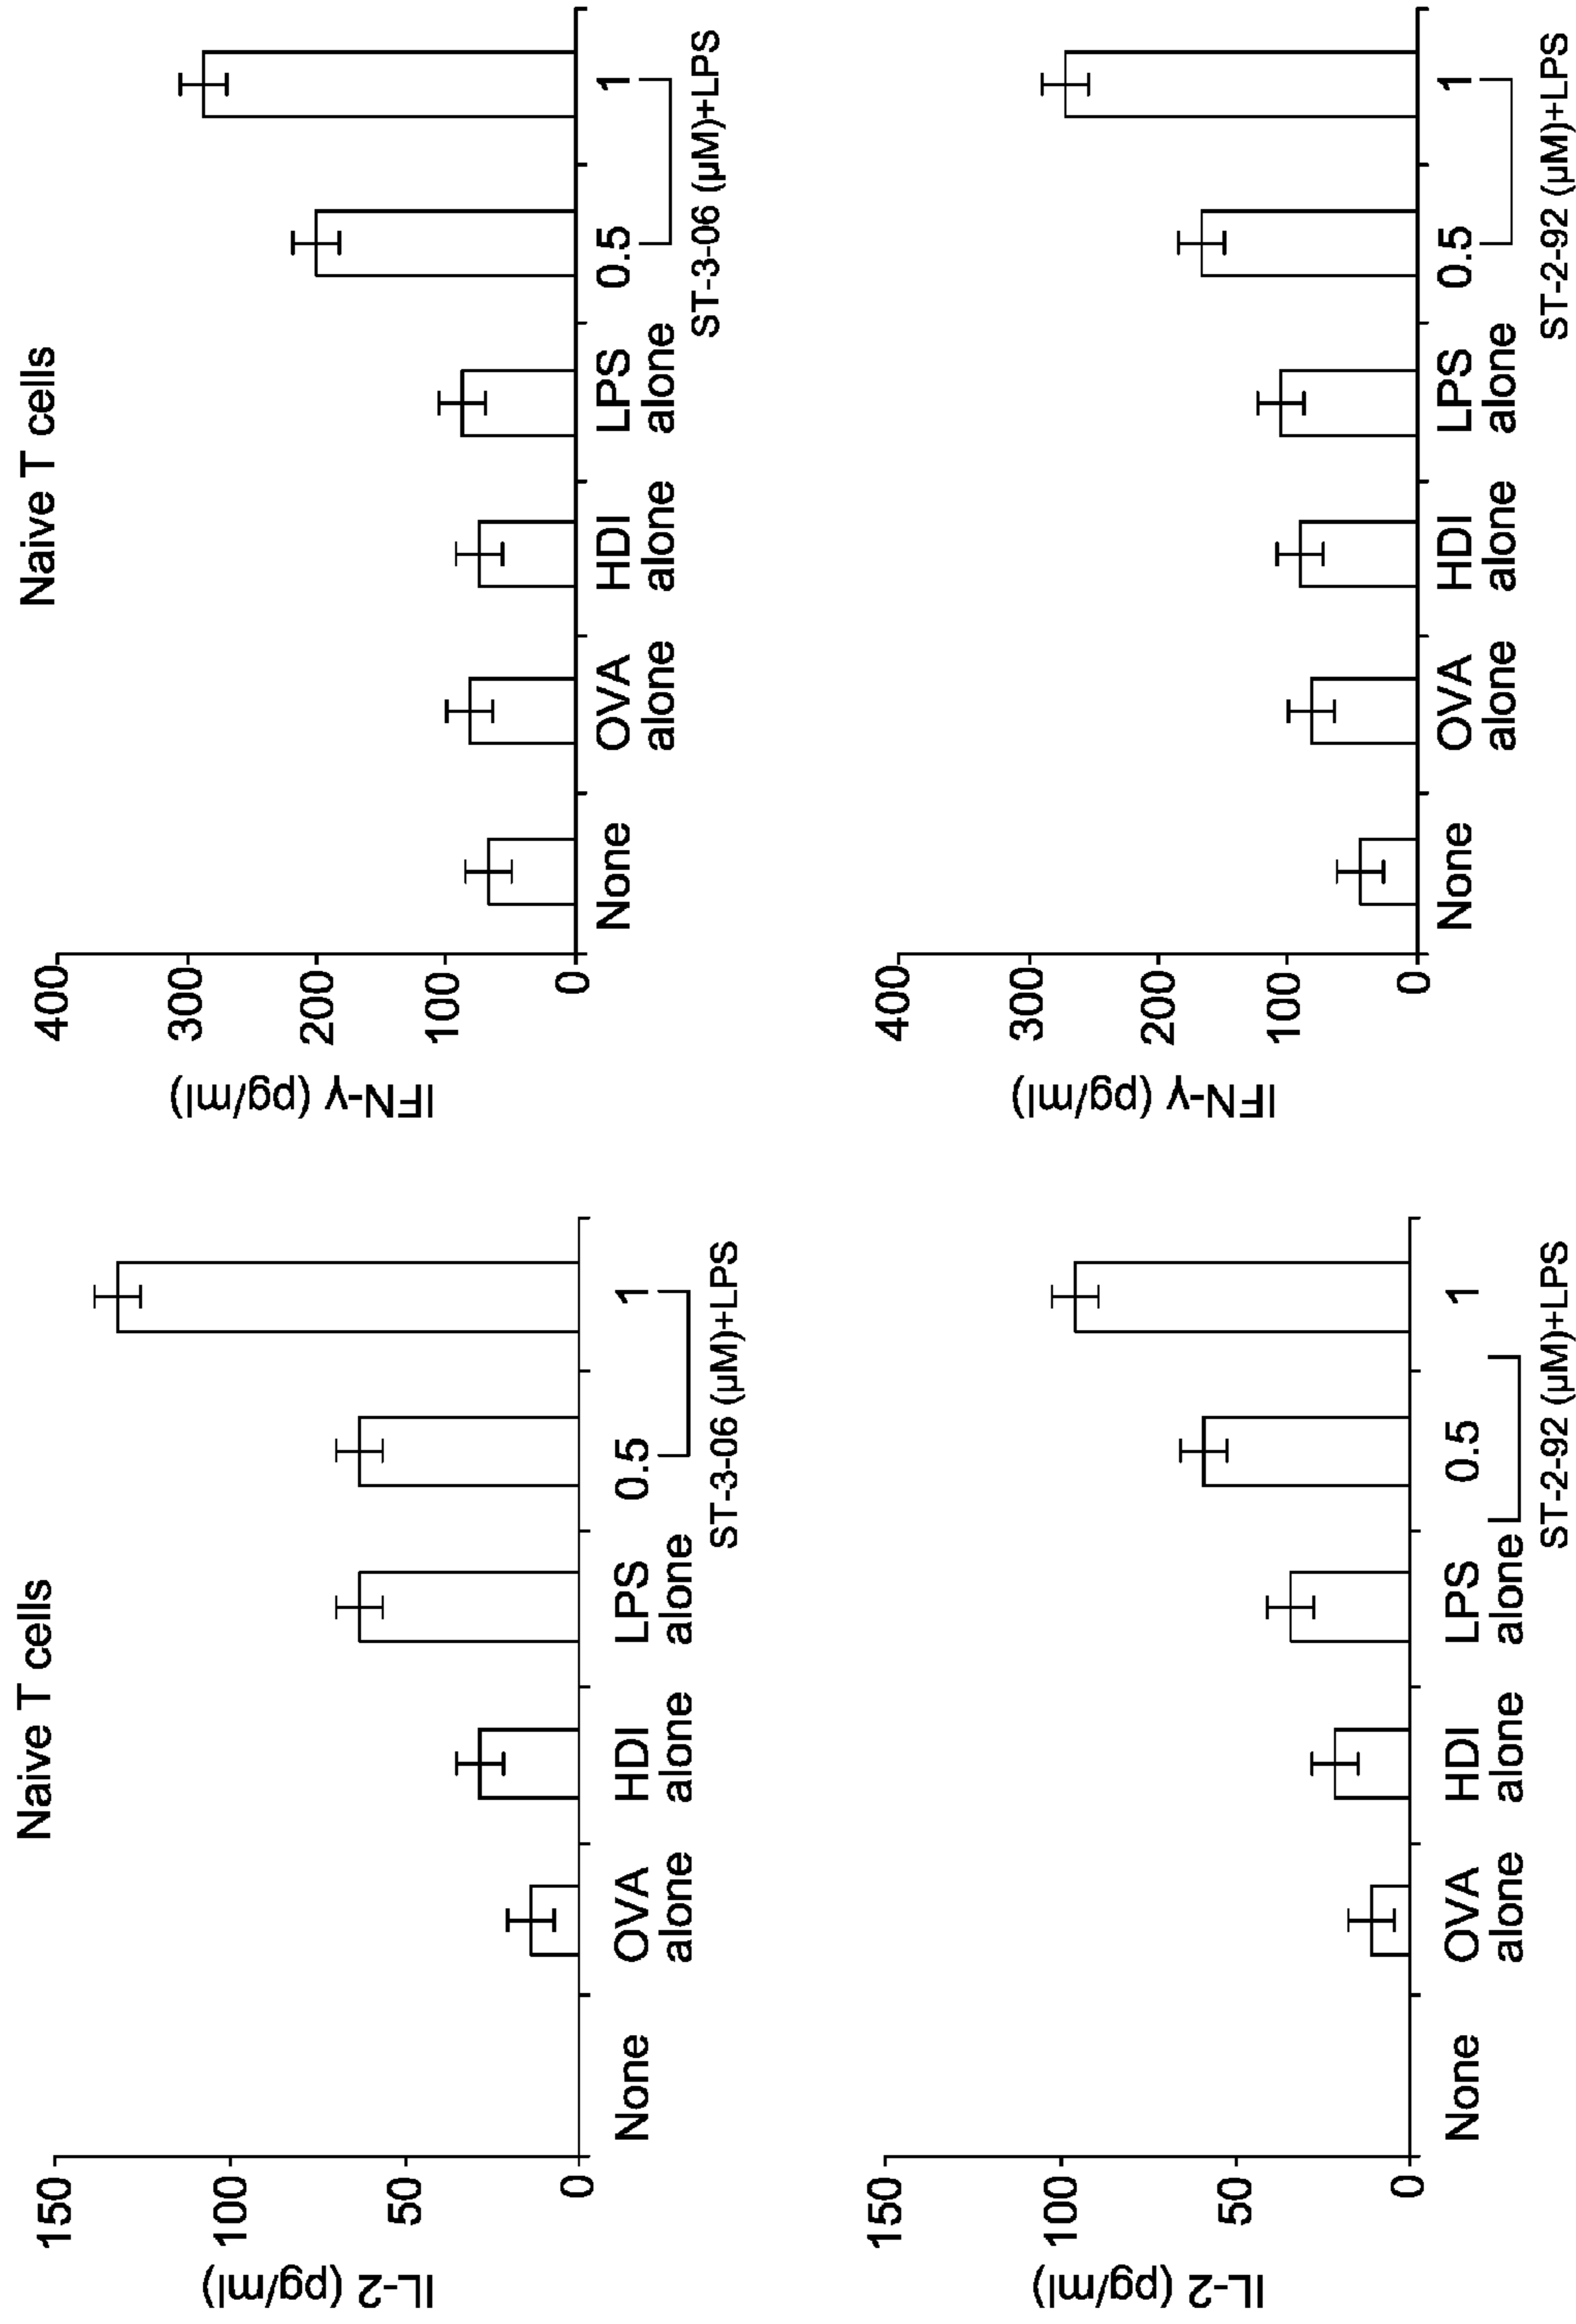 Naive T cells
IL-2 (pg/ml)
150
100
50
0
None
OVA
alone
HDI
alone
LPS
alone
0.5
1
ST-3-06 (μM)+LPS
Naive T cells
IFN-γ (pg/ml)
400
300
200
100
0
None
OVA
alone
HDI
alone
LPS
alone
0.5
1
ST-3-06 (μM)+LPS
IL-2 (pg/ml)
150
100
50
0
None
OVA
alone
HDI
alone
LPS
alone
0.5
1
ST-2-92 (μM)+LPS
IFN-γ (pg/ml)
400
300
200
100
0
None
OVA
alone
HDI
alone
LPS
alone
0.5
1
ST-2-92 (μM)+LPS